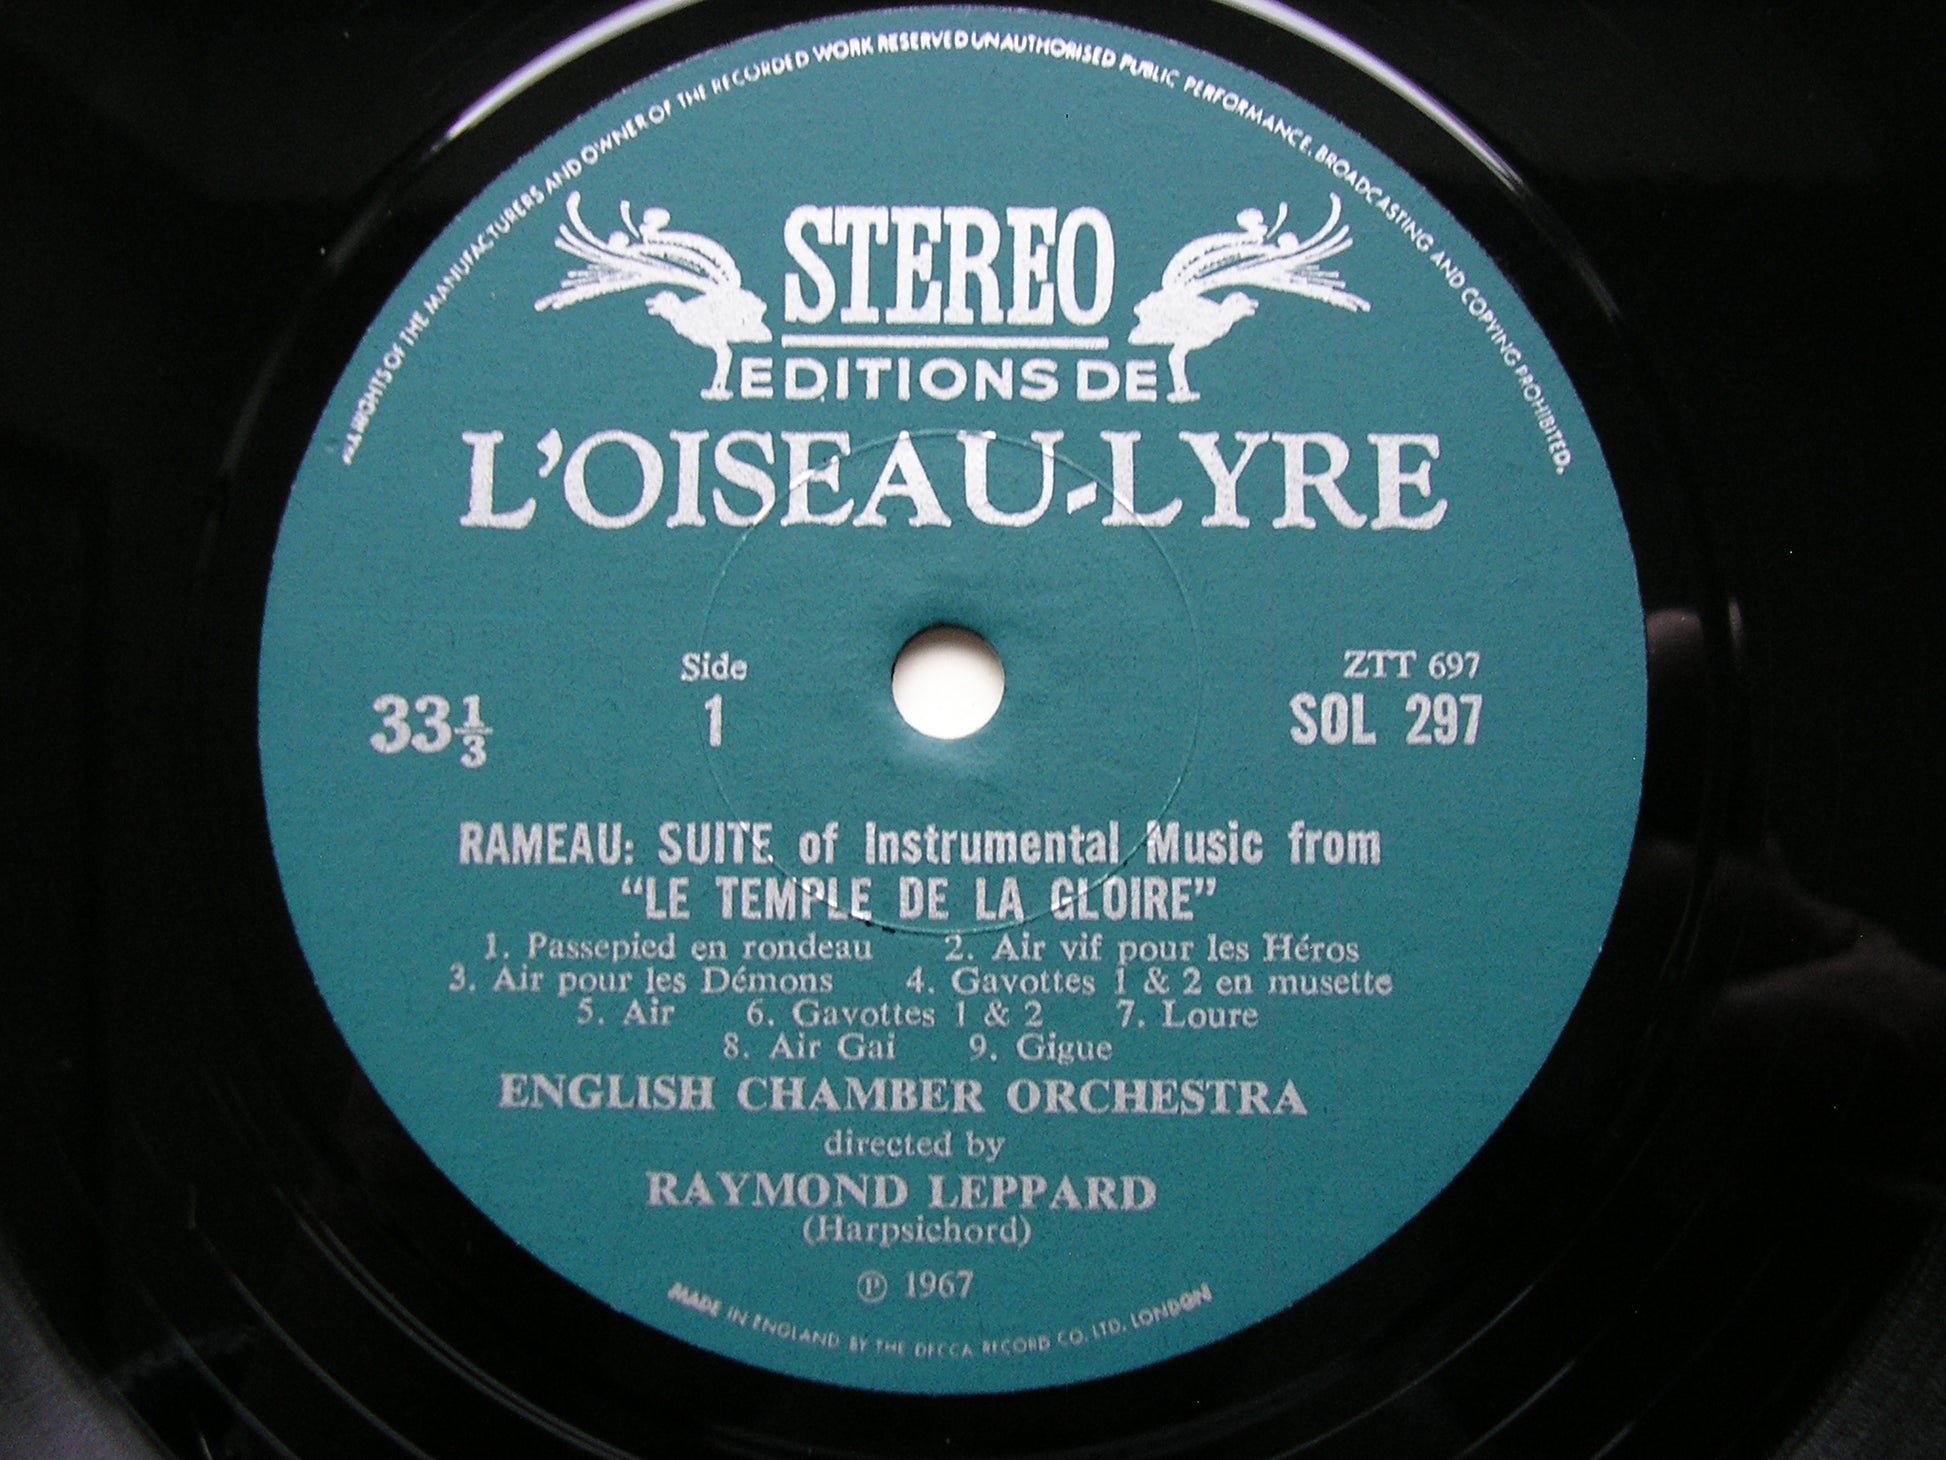 ALL RIGHTS OF THE MANUFACTURERS AND OWNER OF THE RECORDED WORK RESERVED UNAUTHORISED PUBLIC PERFORMANCE, BROADCASTING AND COPYING PROHIBITED.
STEREO
EDITIONS DE
L'OISEAU-LYRE
Side
1
33 1/3
ZTT 697
SOL 297
RAMEAU: SUITE of Instrumental Music from
"LE TEMPLE DE LA GLOIRE"
1. Passepied en rondeau 2. Air vif pour les Héros
3. Air pour les Démons 4. Gavottes 1 & 2 en musette
5. Air 6. Gavottes 1 & 2 7. Loure
8. Air Gai 9. Gigue
ENGLISH CHAMBER ORCHESTRA
directed by
RAYMOND LEPPARD
(Harpsichord)
℗ 1967
MADE IN ENGLAND BY THE DECCA RECORD CO. LTD. LONDON